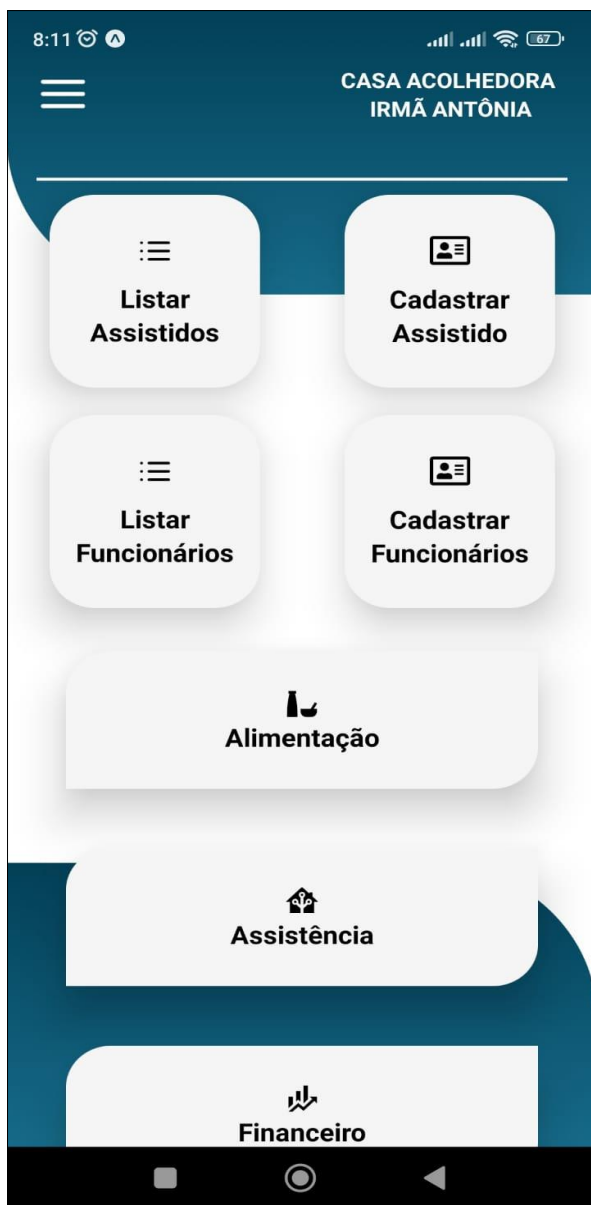 8:11
67
CASA ACOLHEDORA
IRMÃ ANTÔNIA
Listar
Assistidos
Cadastrar
Assistido
Listar
Funcionários
Cadastrar
Funcionários
Alimentação
Assistência
Financeiro